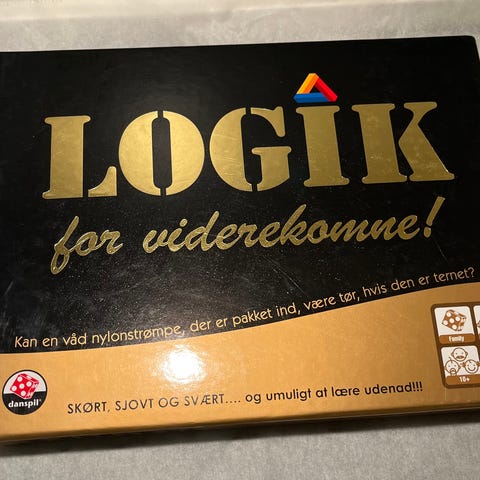 LOGIK
for viderekomne!
Kan en våd nylonstrømpe, der er pakket ind, være tør, hvis den er ternet?
Family
10+
danspil®
SKØRT, SJOVT OG SVÆRT.... og umuligt at lære udenad!!!